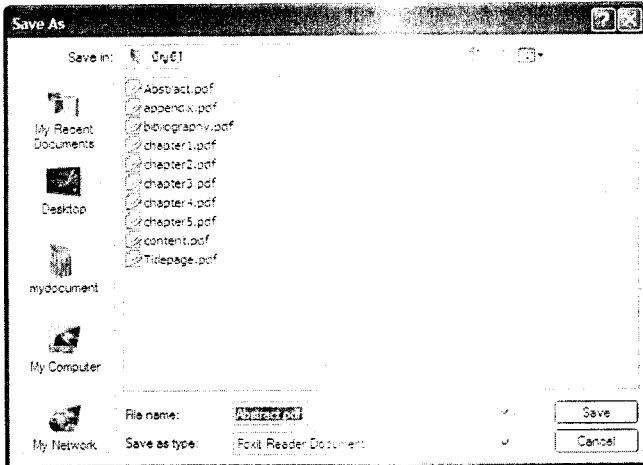 Save As
Save in:
Abstract.pdf
appendix.pdf
bibliography.pdf
chapter1.pdf
chapter2.pdf
chapter3.pdf
chapter4.pdf
chapter5.pdf
content.pdf
Titlepage.pdf
My Recent
Documents
Desktop
mydocument
My Computer
My Network
File name: Abstract.pdf
Save as type: Foxit Reader Document
Save
Cancel